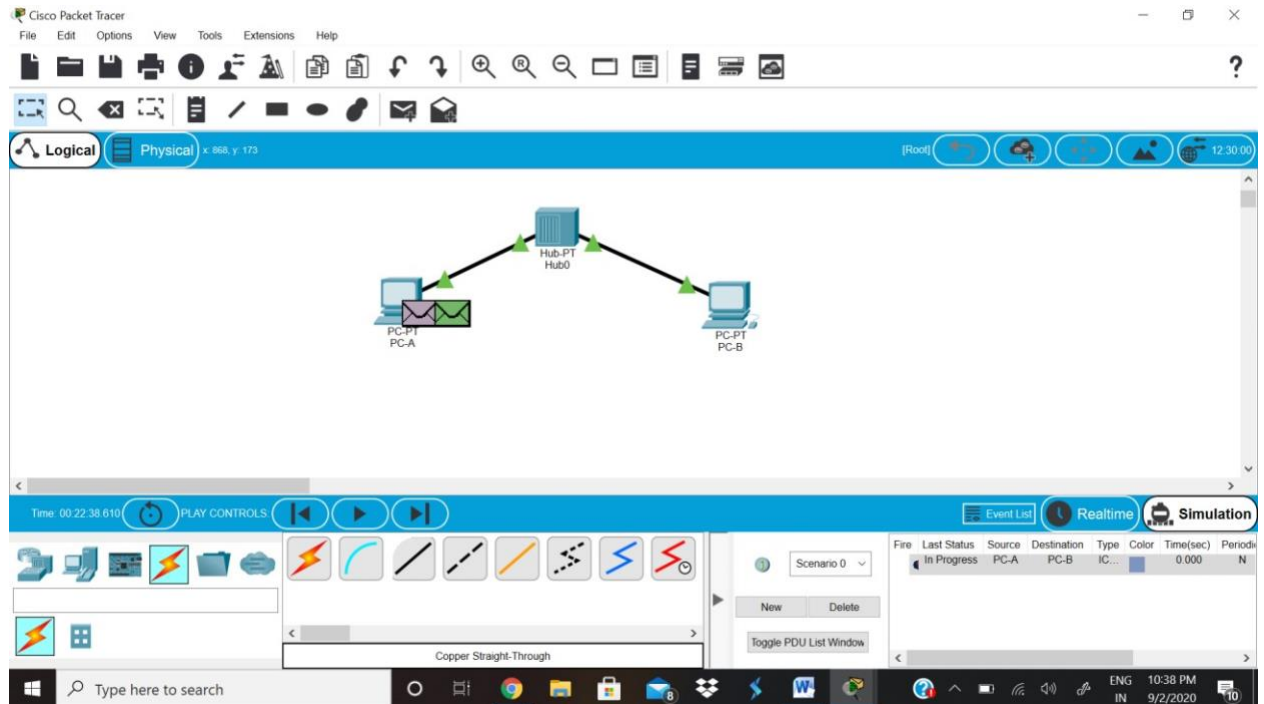 Cisco Packet Tracer
File Edit Options View Tools Extensions Help
?
Logical Physical x: 868, y: 173 [Root] 12:30:00
Hub-PT
Hub0
PC-PT
PC-A
PC-PT
PC-B
Time: 00:22:38.610 PLAY CONTROLS: Event List Realtime Simulation
Fire Last Status Source Destination Type Color Time(sec) Periodic
In Progress PC-A PC-B IC... 0.000 N
Scenario 0
New Delete
Toggle PDU List Window
Copper Straight-Through
Type here to search
8
W
ENG
IN
10:38 PM
9/2/2020
10